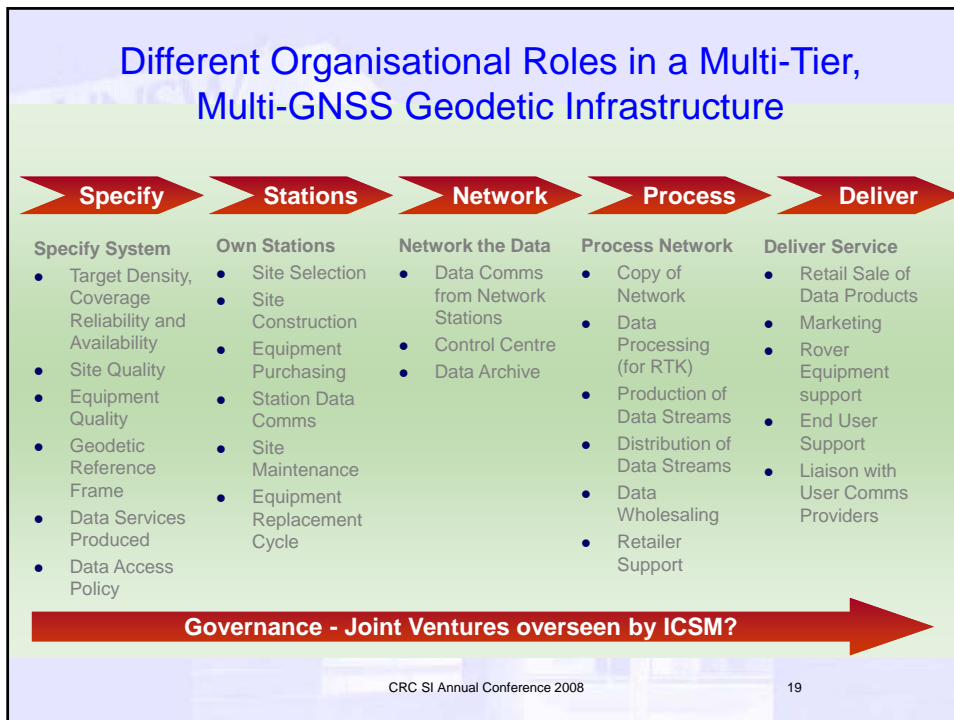 Different Organisational Roles in a Multi-Tier,
Multi-GNSS Geodetic Infrastructure
Specify
Stations
Network
Process
Deliver
Specify System
● Target Density,
Coverage
Reliability and
Availability
● Site Quality
● Equipment
Quality
● Geodetic
Reference
Frame
● Data Services
Produced
● Data Access
Policy
Own Stations
● Site Selection
● Site
Construction
● Equipment
Purchasing
● Station Data
Comms
● Site
Maintenance
● Equipment
Replacement
Cycle
Network the Data
● Data Comms
from Network
Stations
● Control Centre
● Data Archive
Process Network
● Copy of
Network
● Data
Processing
(for RTK)
● Production of
Data Streams
● Distribution of
Data Streams
● Data
Wholesaling
● Retailer
Support
Deliver Service
● Retail Sale of
Data Products
● Marketing
● Rover
Equipment
support
● End User
Support
● Liaison with
User Comms
Providers
Governance - Joint Ventures overseen by ICSM?
CRC SI Annual Conference 2008
19